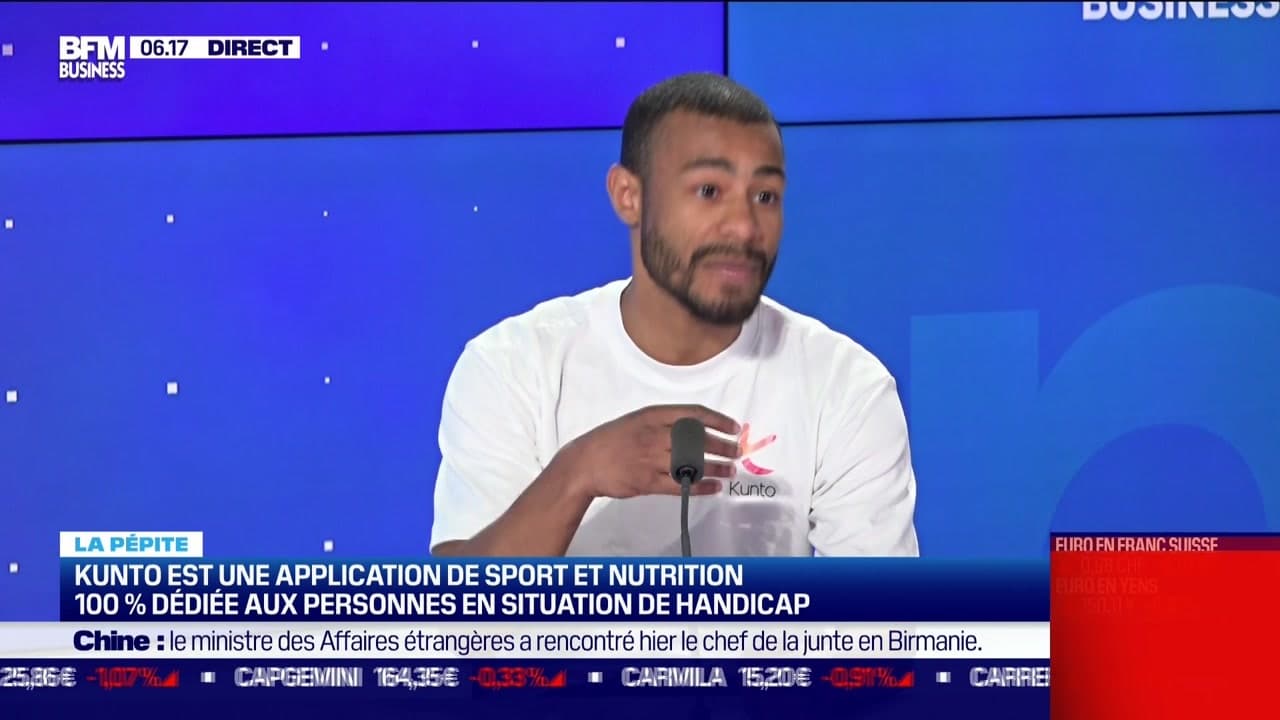 BUSINESS
BFM
BUSINESS
06.17 DIRECT
Kunto
LA PÉPITE
KUNTO EST UNE APPLICATION DE SPORT ET NUTRITION
100 % DÉDIÉE AUX PERSONNES EN SITUATION DE HANDICAP
EURO EN FRANC SUISSE
EURO EN YENS
Chine : le ministre des Affaires étrangères a rencontré hier le chef de la junte en Birmanie.
25,86€ -1,07% CAPGEMINI 164,35€ -0,33% CARMILA 15,20€ -0,91% CARREF